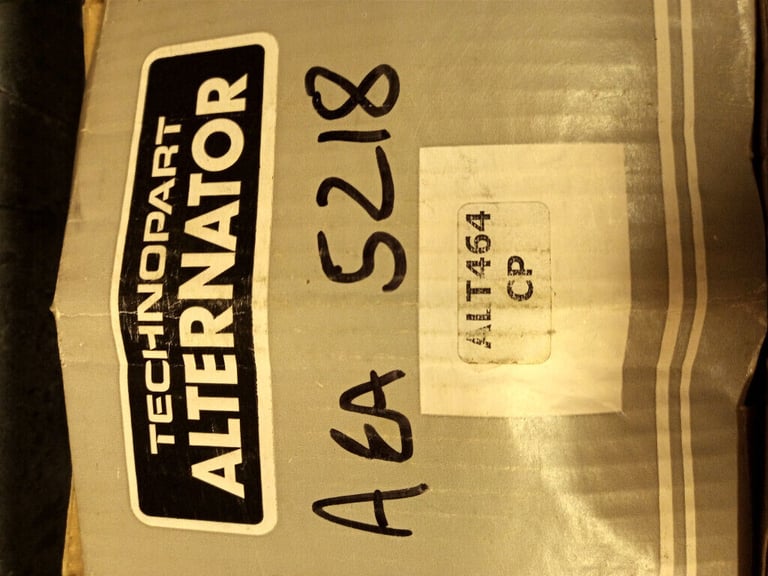 TECHNOPART
ALTERNATOR
AEA 5218
ALT464
CP